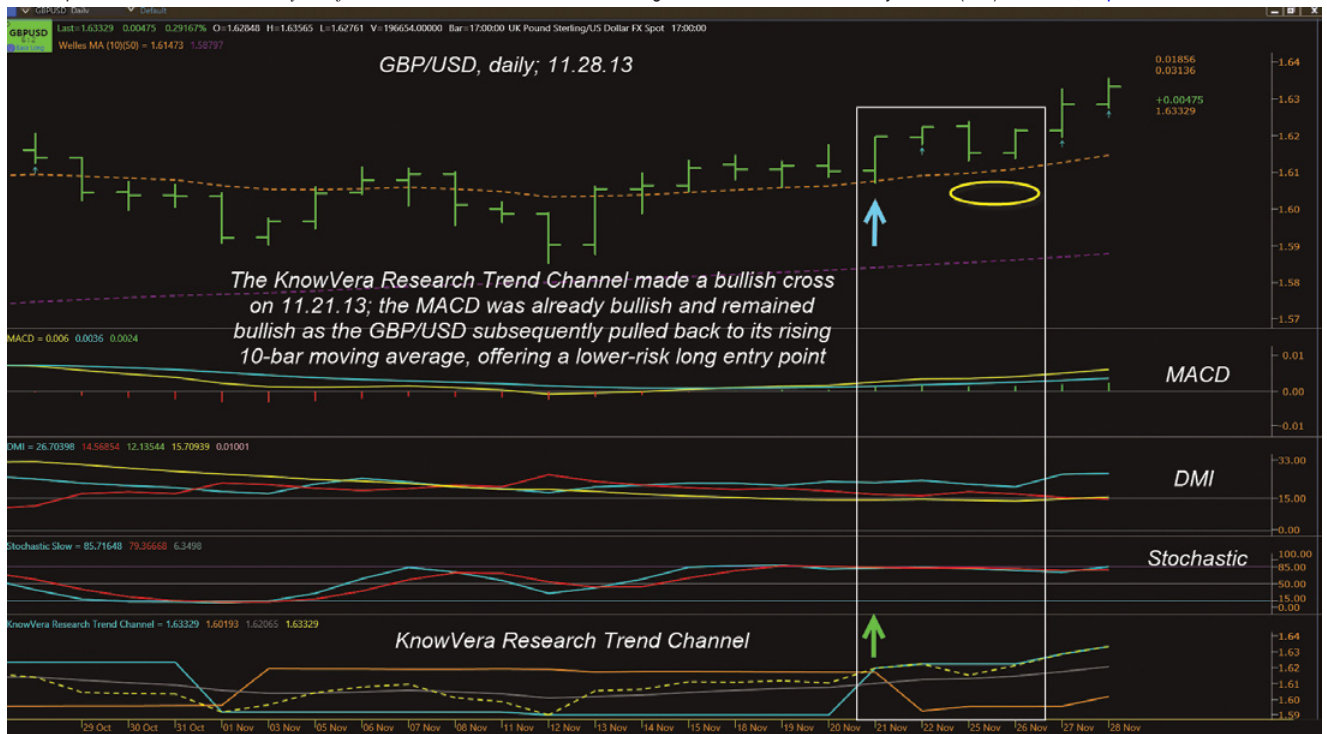 GBPUSD Daily Default
GBPUSD
Last=1.63329 0.00475 0.29167% O=1.62848 H=1.63565 L=1.62761 V=196654.00000 Bar=17:00:00 UK Pound Sterling/US Dollar FX Spot 17:00:00
Welles MA (10)(50) = 1.61473 1.58797
GBP/USD, daily; 11.28.13
0.01856
0.03136
+0.00475
1.63329
1.64
1.63
1.62
1.61
1.60
1.59
1.58
1.57
The KnowVera Research Trend Channel made a bullish cross
on 11.21.13; the MACD was already bullish and remained
bullish as the GBP/USD subsequently pulled back to its rising
10-bar moving average, offering a lower-risk long entry point
MACD = 0.006 0.0036 0.0024
MACD
0.01
0.00
-0.01
DMI = 26.70398 14.56854 12.13544 15.70939 0.01001
DMI
33.00
15.00
0.00
Stochastic Slow = 85.71648 79.36668 6.3498
Stochastic
100.00
85.00
50.00
15.00
0.00
KnowVera Research Trend Channel = 1.63329 1.60193 1.62065 1.63329
KnowVera Research Trend Channel
1.64
1.63
1.62
1.61
1.60
1.59
29 Oct 30 Oct 31 Oct 01 Nov 03 Nov 05 Nov 06 Nov 07 Nov 08 Nov 11 Nov 12 Nov 13 Nov 14 Nov 15 Nov 18 Nov 19 Nov 20 Nov 21 Nov 22 Nov 25 Nov 26 Nov 27 Nov 28 Nov